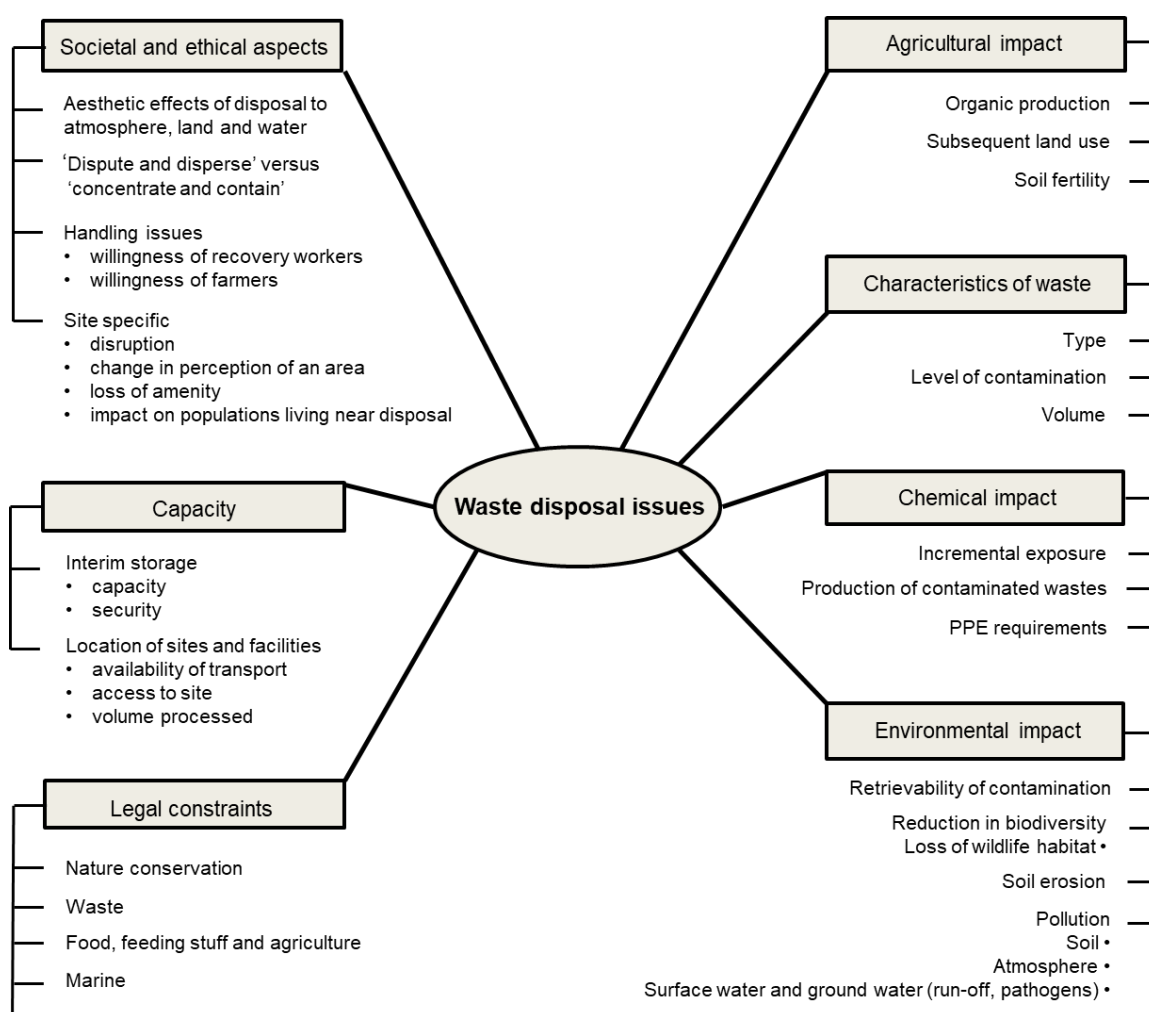 Societal and ethical aspects
Aesthetic effects of disposal to
atmosphere, land and water
‘Dispute and disperse’ versus
‘concentrate and contain’
Handling issues
• willingness of recovery workers
• willingness of farmers
Site specific
• disruption
• change in perception of an area
• loss of amenity
• impact on populations living near disposal
Capacity
Interim storage
• capacity
• security
Location of sites and facilities
• availability of transport
• access to site
• volume processed
Legal constraints
Nature conservation
Waste
Food, feeding stuff and agriculture
Marine
Waste disposal issues
Agricultural impact
Organic production
Subsequent land use
Soil fertility
Characteristics of waste
Type
Level of contamination
Volume
Chemical impact
Incremental exposure
Production of contaminated wastes
PPE requirements
Environmental impact
Retrievability of contamination
Reduction in biodiversity
Loss of wildlife habitat •
Soil erosion
Pollution
Soil •
Atmosphere •
Surface water and ground water (run-off, pathogens) •